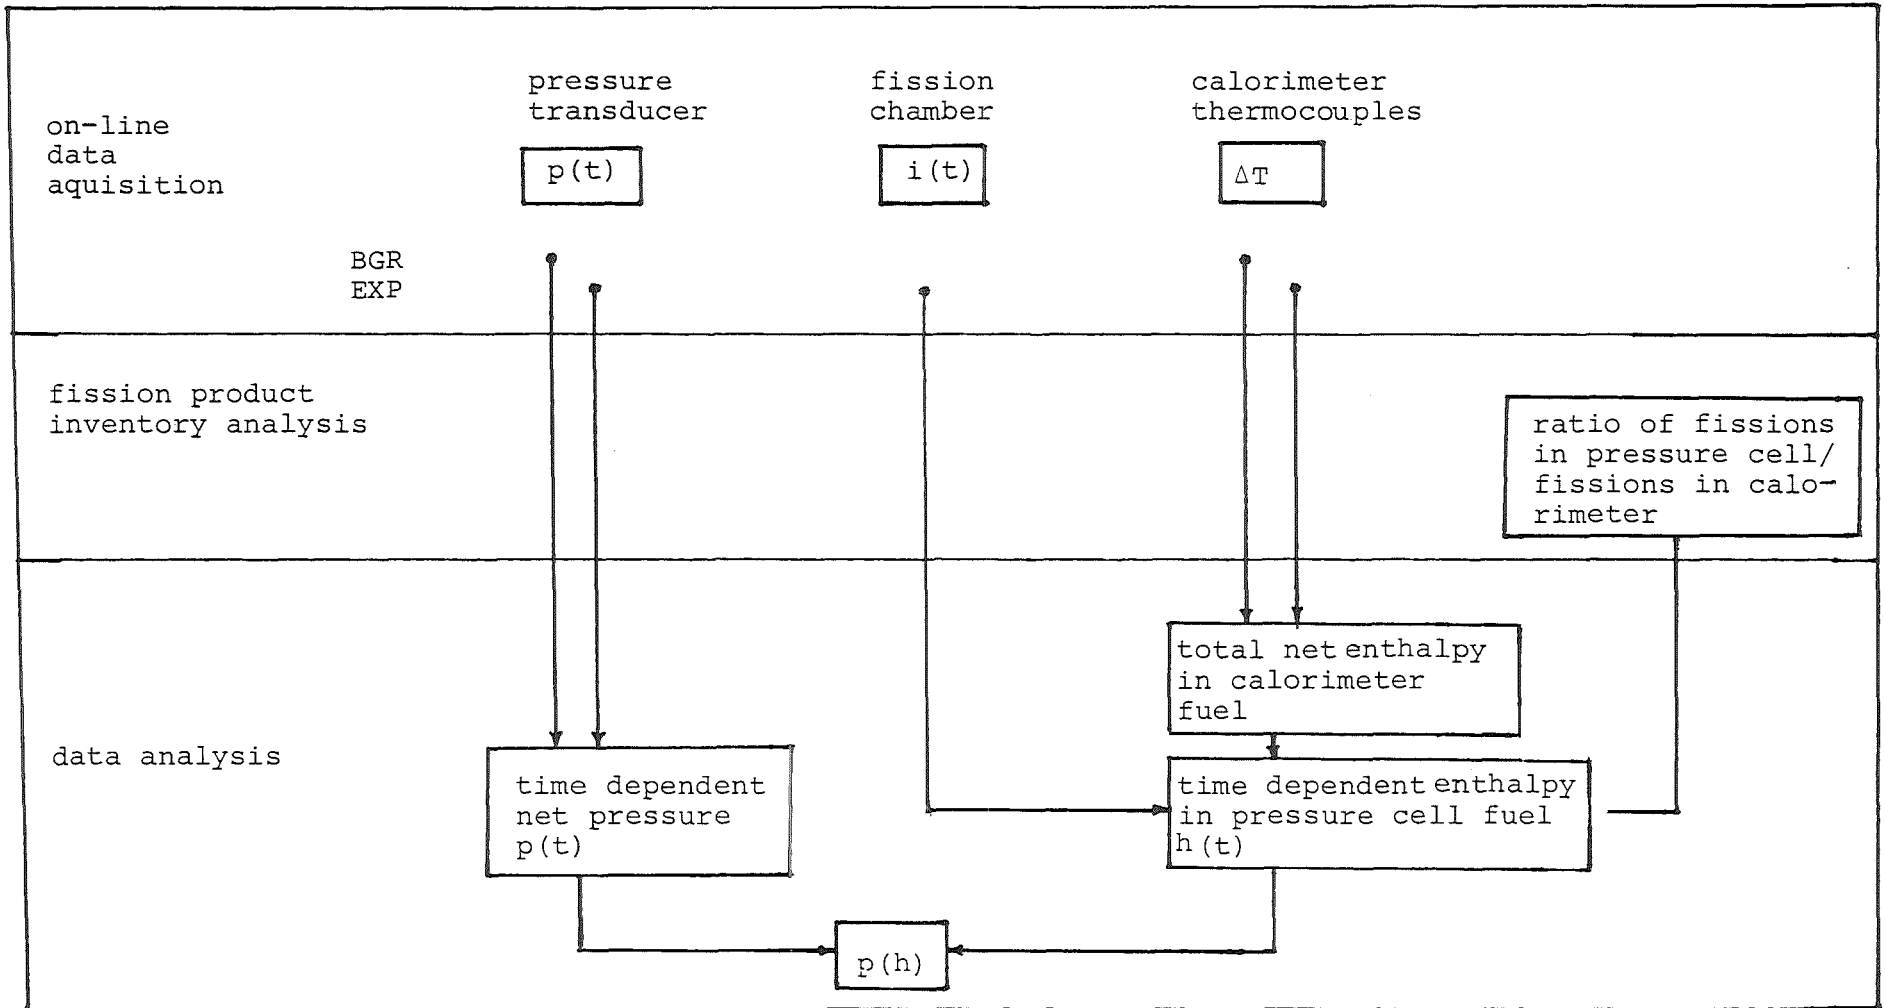 pressure
transducer
fission
chamber
calorimeter
thermocouples
on-line
data
aquisition
p(t)
i(t)
ΔT
BGR
EXP
fission product
inventory analysis
ratio of fissions
in pressure cell/
fissions in calo-
rimeter
total net enthalpy
in calorimeter
fuel
data analysis
time dependent
net pressure
p(t)
time dependent enthalpy
in pressure cell fuel
h(t)
p(h)